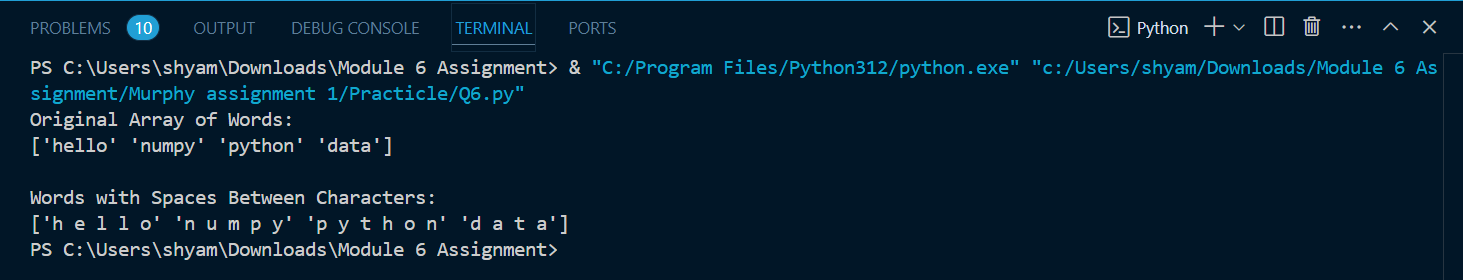 PROBLEMS 10 OUTPUT DEBUG CONSOLE TERMINAL PORTS Python
PS C:\Users\shyam\Downloads\Module 6 Assignment> & "C:/Program Files/Python312/python.exe" "c:/Users/shyam/Downloads/Module 6 As
signment/Murphy assignment 1/Practicle/Q6.py"
Original Array of Words:
['hello' 'numpy' 'python' 'data']
Words with Spaces Between Characters:
['h e l l o' 'n u m p y' 'p y t h o n' 'd a t a']
PS C:\Users\shyam\Downloads\Module 6 Assignment>